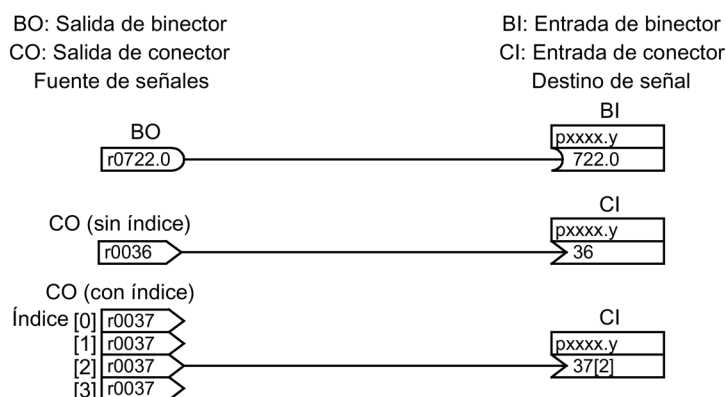 BO: Salida de binector
CO: Salida de conector
Fuente de señales
BI: Entrada de binector
CI: Entrada de conector
Destino de señal
BO
r0722.0
BI
pxxxx.y
722.0
CO (sin índice)
r0036
CI
pxxxx.y
36
CO (con índice)
Índice [0] r0037
[1] r0037
[2] r0037
[3] r0037
CI
pxxxx.y
37[2]